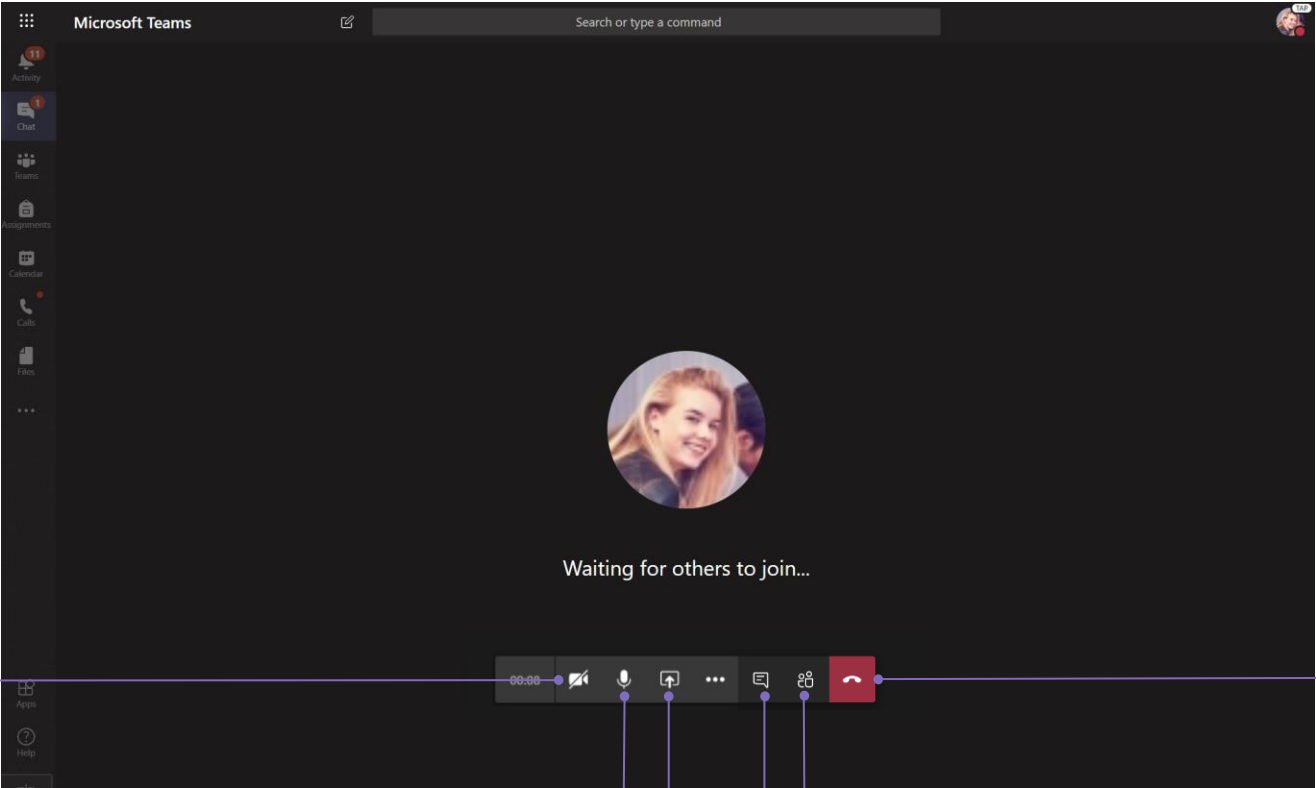 Microsoft Teams
Search or type a command
TAP
11
Activity
1
Chat
Teams
Assignments
Calendar
Calls
Files
Waiting for others to join...
00:08
Apps
Help